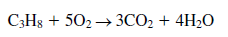 C₃H₈ + 5O₂ → 3CO₂ + 4H₂O